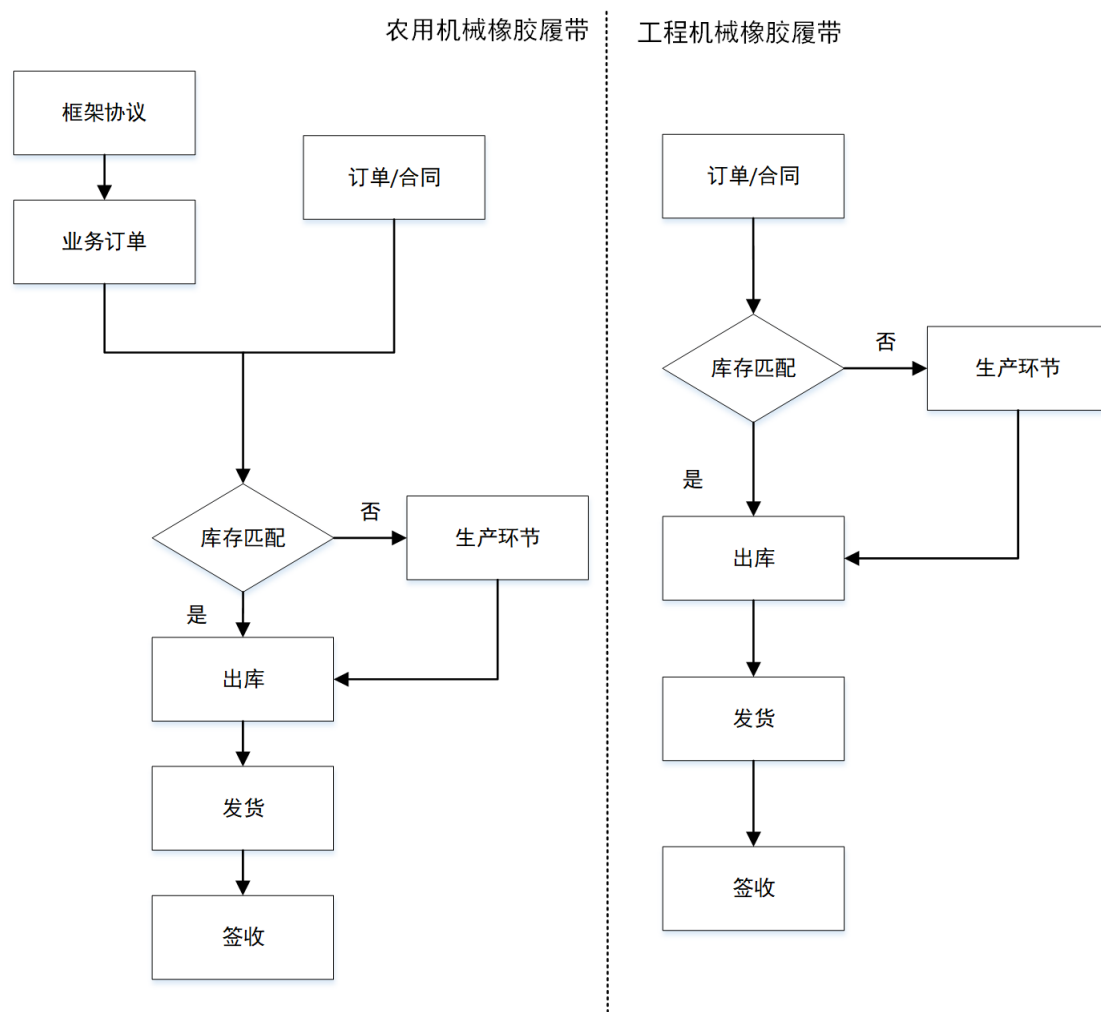 农用机械橡胶履带
框架协议
订单/合同
业务订单
库存匹配
否
生产环节
是
出库
发货
签收
工程机械橡胶履带
订单/合同
库存匹配
否
生产环节
是
出库
发货
签收